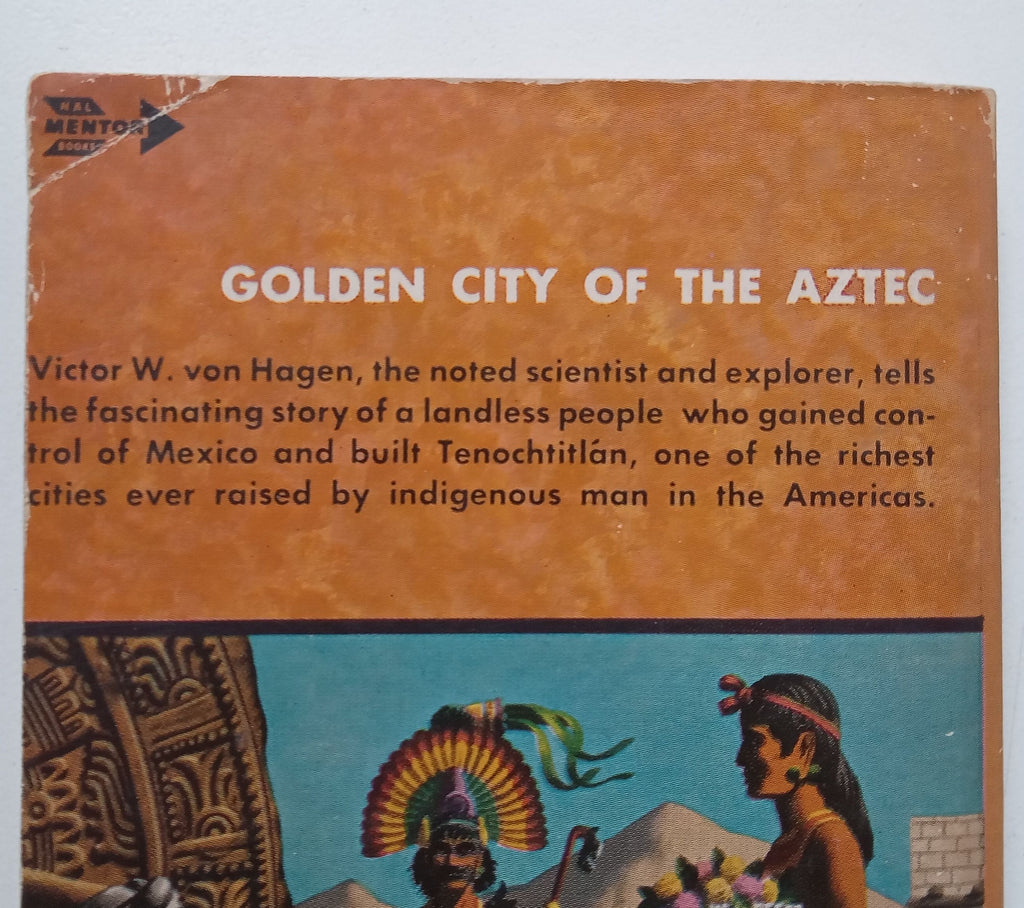 NAL
MENTOR
BOOKS
GOLDEN CITY OF THE AZTEC
Victor W. von Hagen, the noted scientist and explorer, tells
the fascinating story of a landless people who gained con-
trol of Mexico and built Tenochtitlán, one of the richest
cities ever raised by indigenous man in the Americas.